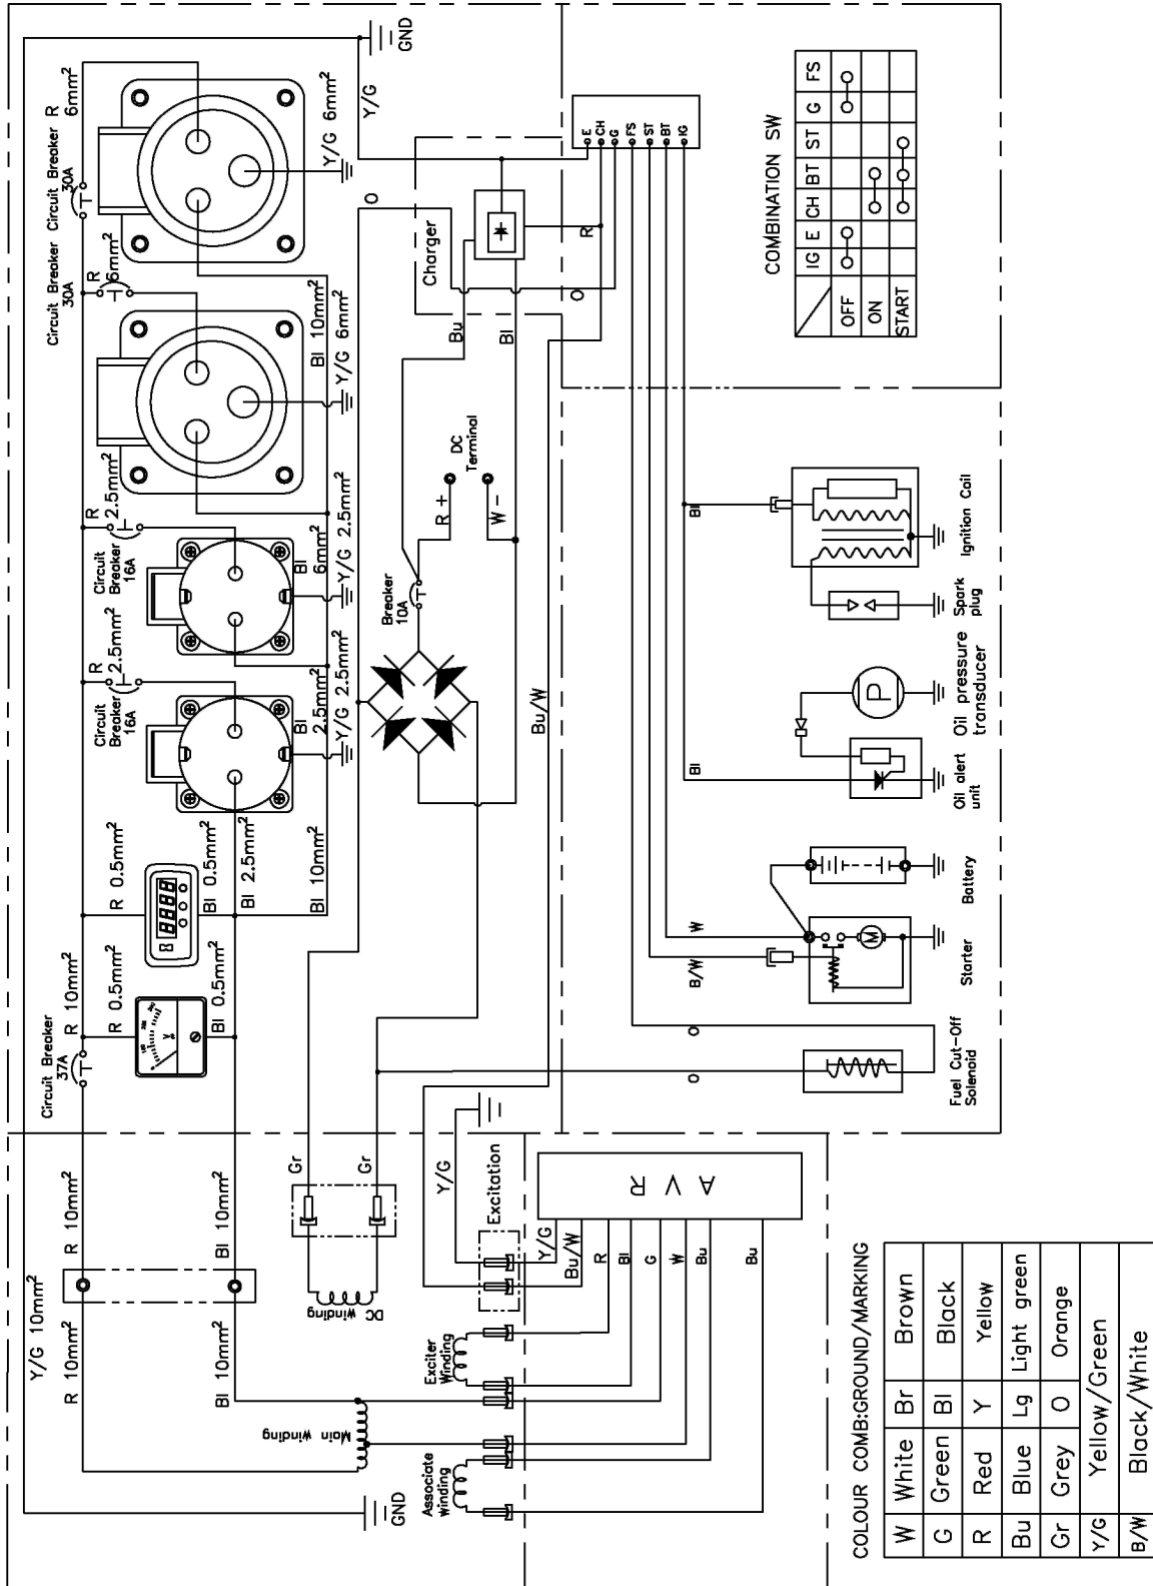 Y/G 10mm²
R 10mm²
R 10mm²
Circuit Breaker
37A
R 10mm²
R 0.5mm²
R 0.5mm²
Bl 10mm²
Bl 10mm²
Bl 0.5mm²
Bl 0.5mm²
Bl 2.5mm²
Bl 10mm²
V
Circuit
Breaker
16A
R
2.5mm²
Bl
2.5mm²
Y/G 2.5mm²
Circuit
Breaker
16A
R
2.5mm²
Bl
6mm²
Y/G 2.5mm²
Circuit Breaker
30A
R
6mm²
Bl 10mm²
Y/G 6mm²
Circuit Breaker
30A
R
6mm²
Y/G 6mm²
GND
Y/G
O
GND
Main winding
DC
winding
Gr
Gr
Y/G
Excitation
Exciter
Winding
Associate
Winding
Y/G
Bu/W
R
Bl
G
W
Bu
Bu
A V R
Breaker
10A
R +
W -
DC
Terminal
Bu
Bl
Charger
R
O
Bu/W
E
CH
G
FS
ST
BT
IG
COMBINATION SW
IG E CH BT ST G FS
OFF
ON
START
O
O
B/W
W
Bl
Bl
Fuel Cut-Off
Solenoid
Starter
M
Battery
Oil alert
unit
P
Oil pressure
transducer
Spark
plug
Ignition Coil
COLOUR COMB:GROUND/MARKING
W White Br Brown
G Green Bl Black
R Red Y Yellow
Bu Blue Lg Light green
Gr Grey O Orange
Y/G Yellow/Green
B/W Black/White